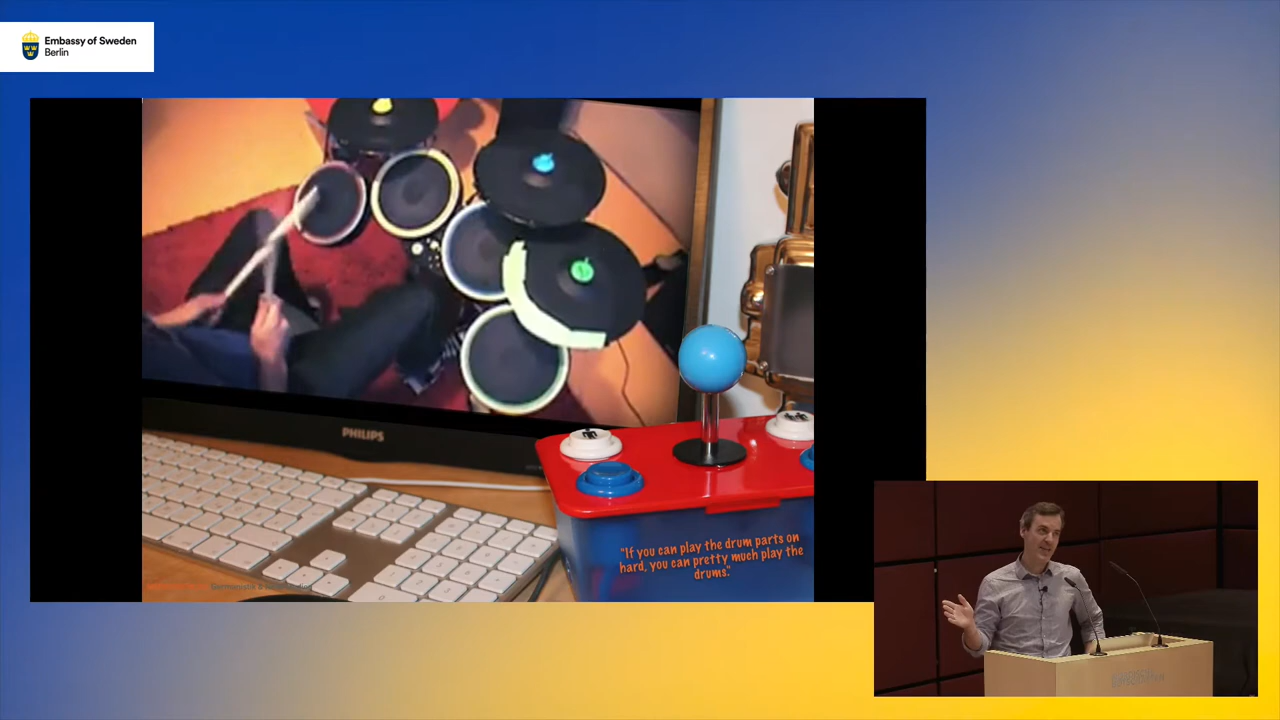 Embassy of Sweden
Berlin
PHILIPS
"If you can play the drum parts on
hard, you can pretty much play the
drums."